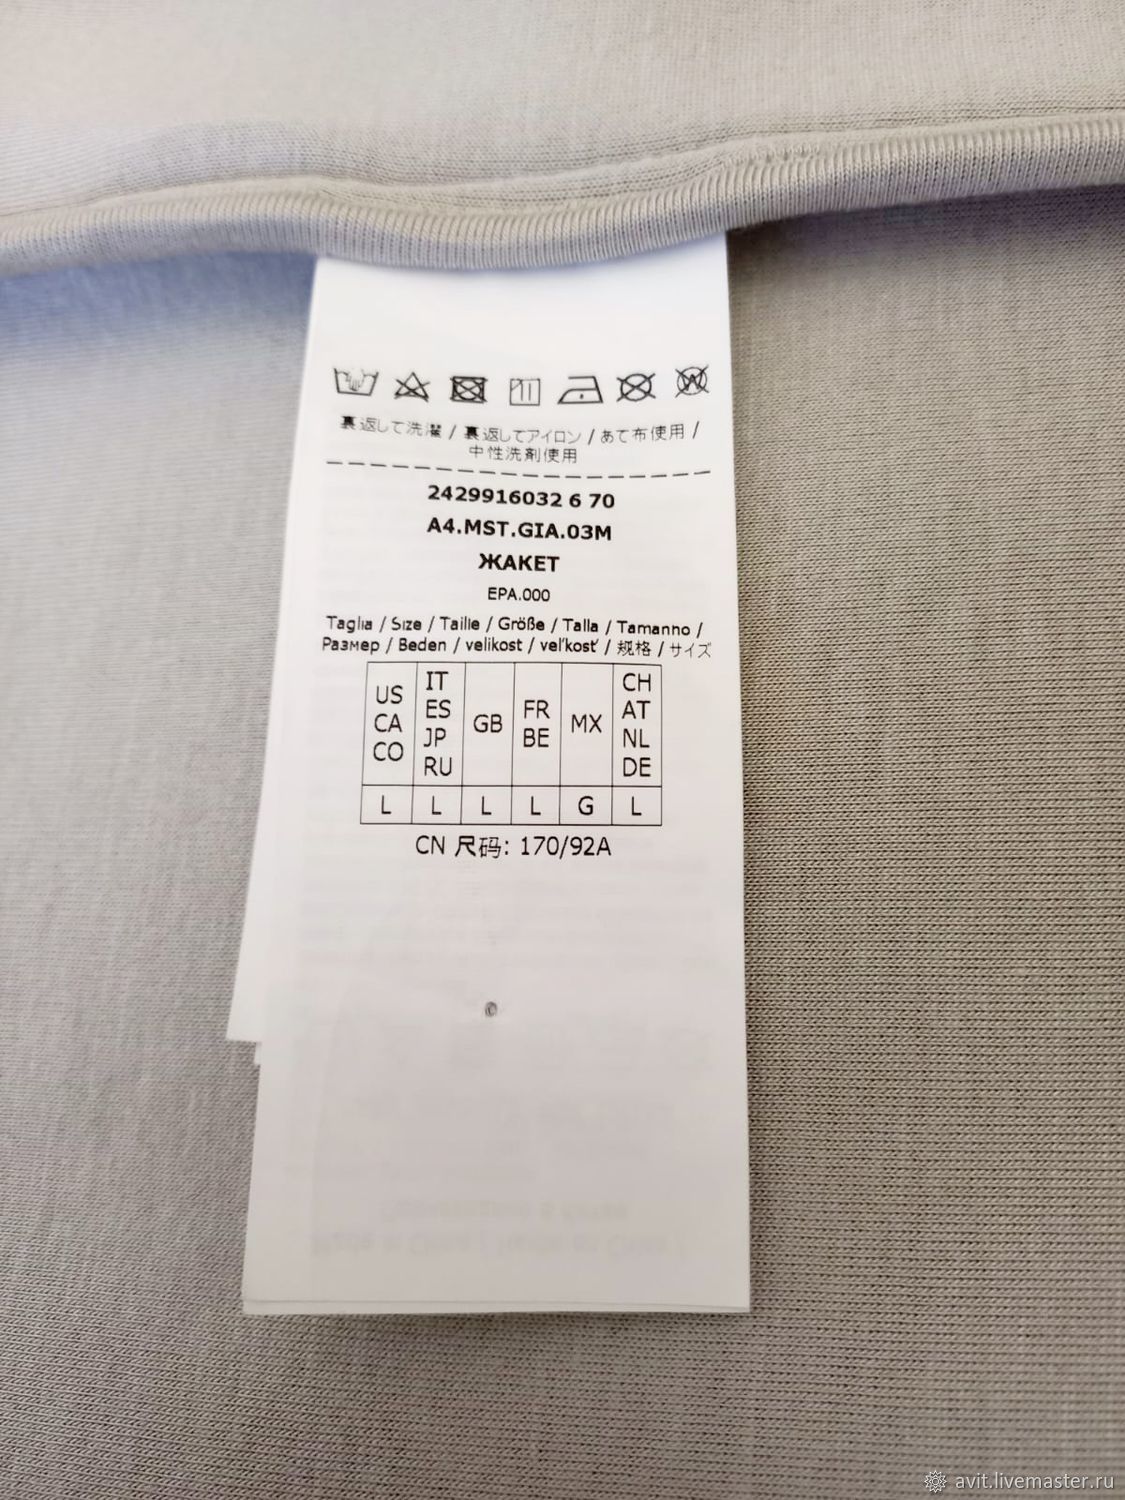 裏返して洗濯 / 裏返してアイロン / あて布使用 /
中性洗剤使用
2429916032 6 70
A4.MST.GIA.03M
ЖАКЕТ
EPA.000
Taglia / Size / Taille / Größe / Talla / Tamanho /
Размер / Beden / velikost / veľkosť / 规格 / サイズ
US CA CO
IT ES JP RU
GB
FR BE
MX
CH AT NL DE
L L L L G L
CN 尺码: 170/92A
avit.livemaster.ru